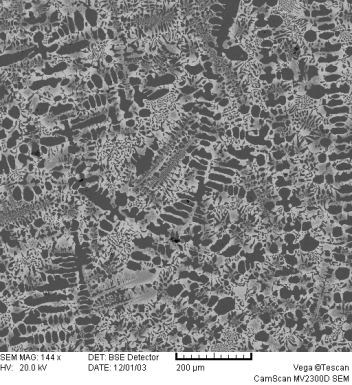 SEM MAG: 144 x DET: BSE Detector
HV: 20.0 kV DATE: 12/01/03 200 µm Vega ©Tescan
CamScan MV2300D SEM